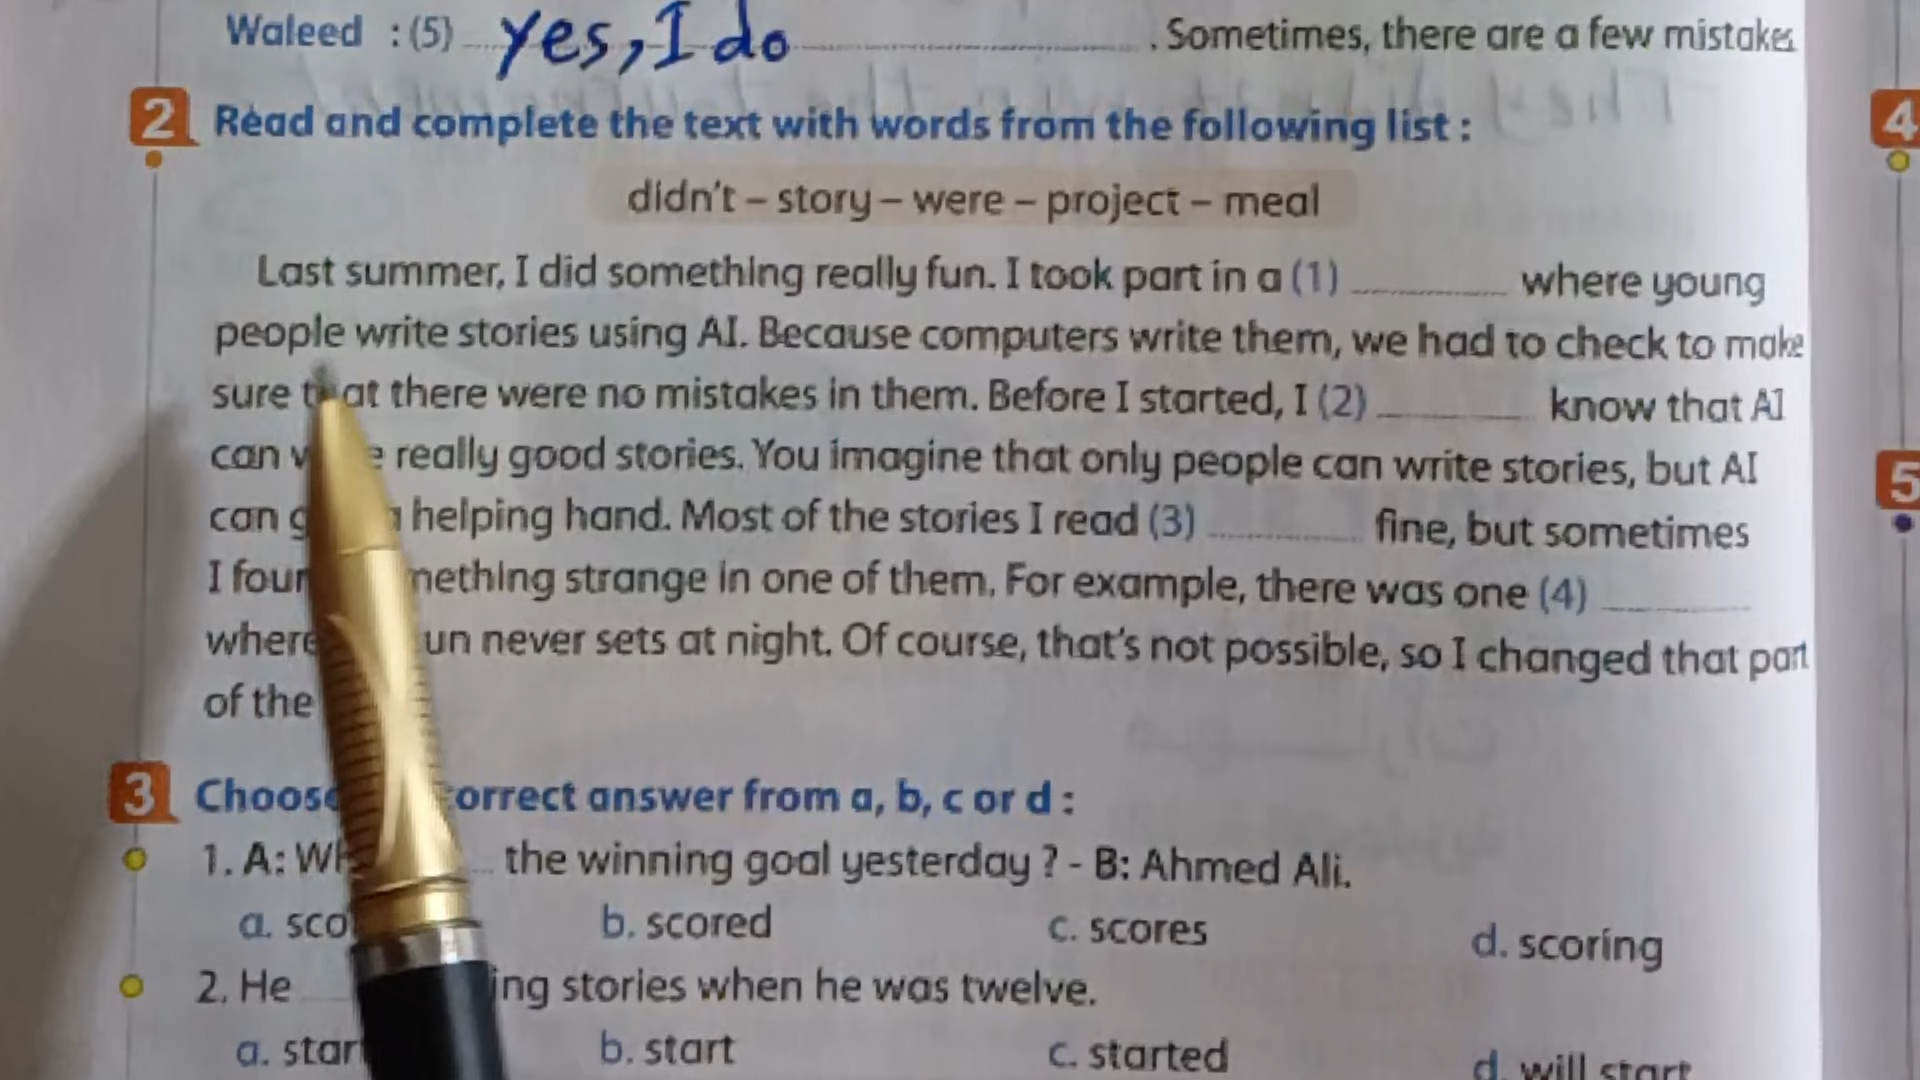 Waleed : (5) yes, I do . Sometimes, there are a few mistakes
2 Read and complete the text with words from the following list :
didn't – story – were – project – meal
Last summer, I did something really fun. I took part in a (1) ............ where young
people write stories using AI. Because computers write them, we had to check to make
sure that there were no mistakes in them. Before I started, I (2) ............ know that AI
can really good stories. You imagine that only people can write stories, but AI
can helping hand. Most of the stories I read (3) ............ fine, but sometimes
I something strange in one of them. For example, there was one (4) ............
where never sets at night. Of course, that's not possible, so I changed that part
of the
3 Choose correct answer from a, b, c or d :
1. A: ... the winning goal yesterday ? - B: Ahmed Ali.
a. b. scored c. scores d. scoring
2. He stories when he was twelve.
a. b. start c. started d. will start
4
5